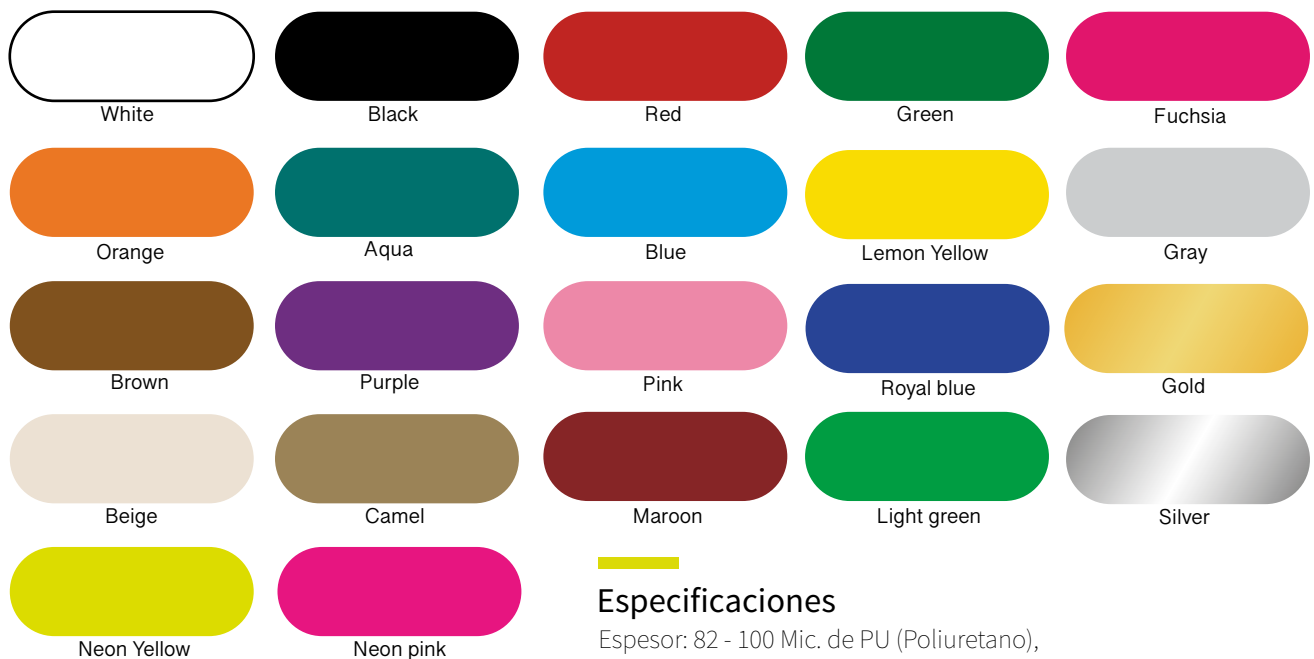 White
Black
Red
Green
Fuchsia
Orange
Aqua
Blue
Lemon Yellow
Gray
Brown
Purple
Pink
Royal blue
Gold
Beige
Camel
Maroon
Light green
Silver
Neon Yellow
Neon pink
Especificaciones
Espesor: 82 - 100 Mic. de PU (Poliuretano),